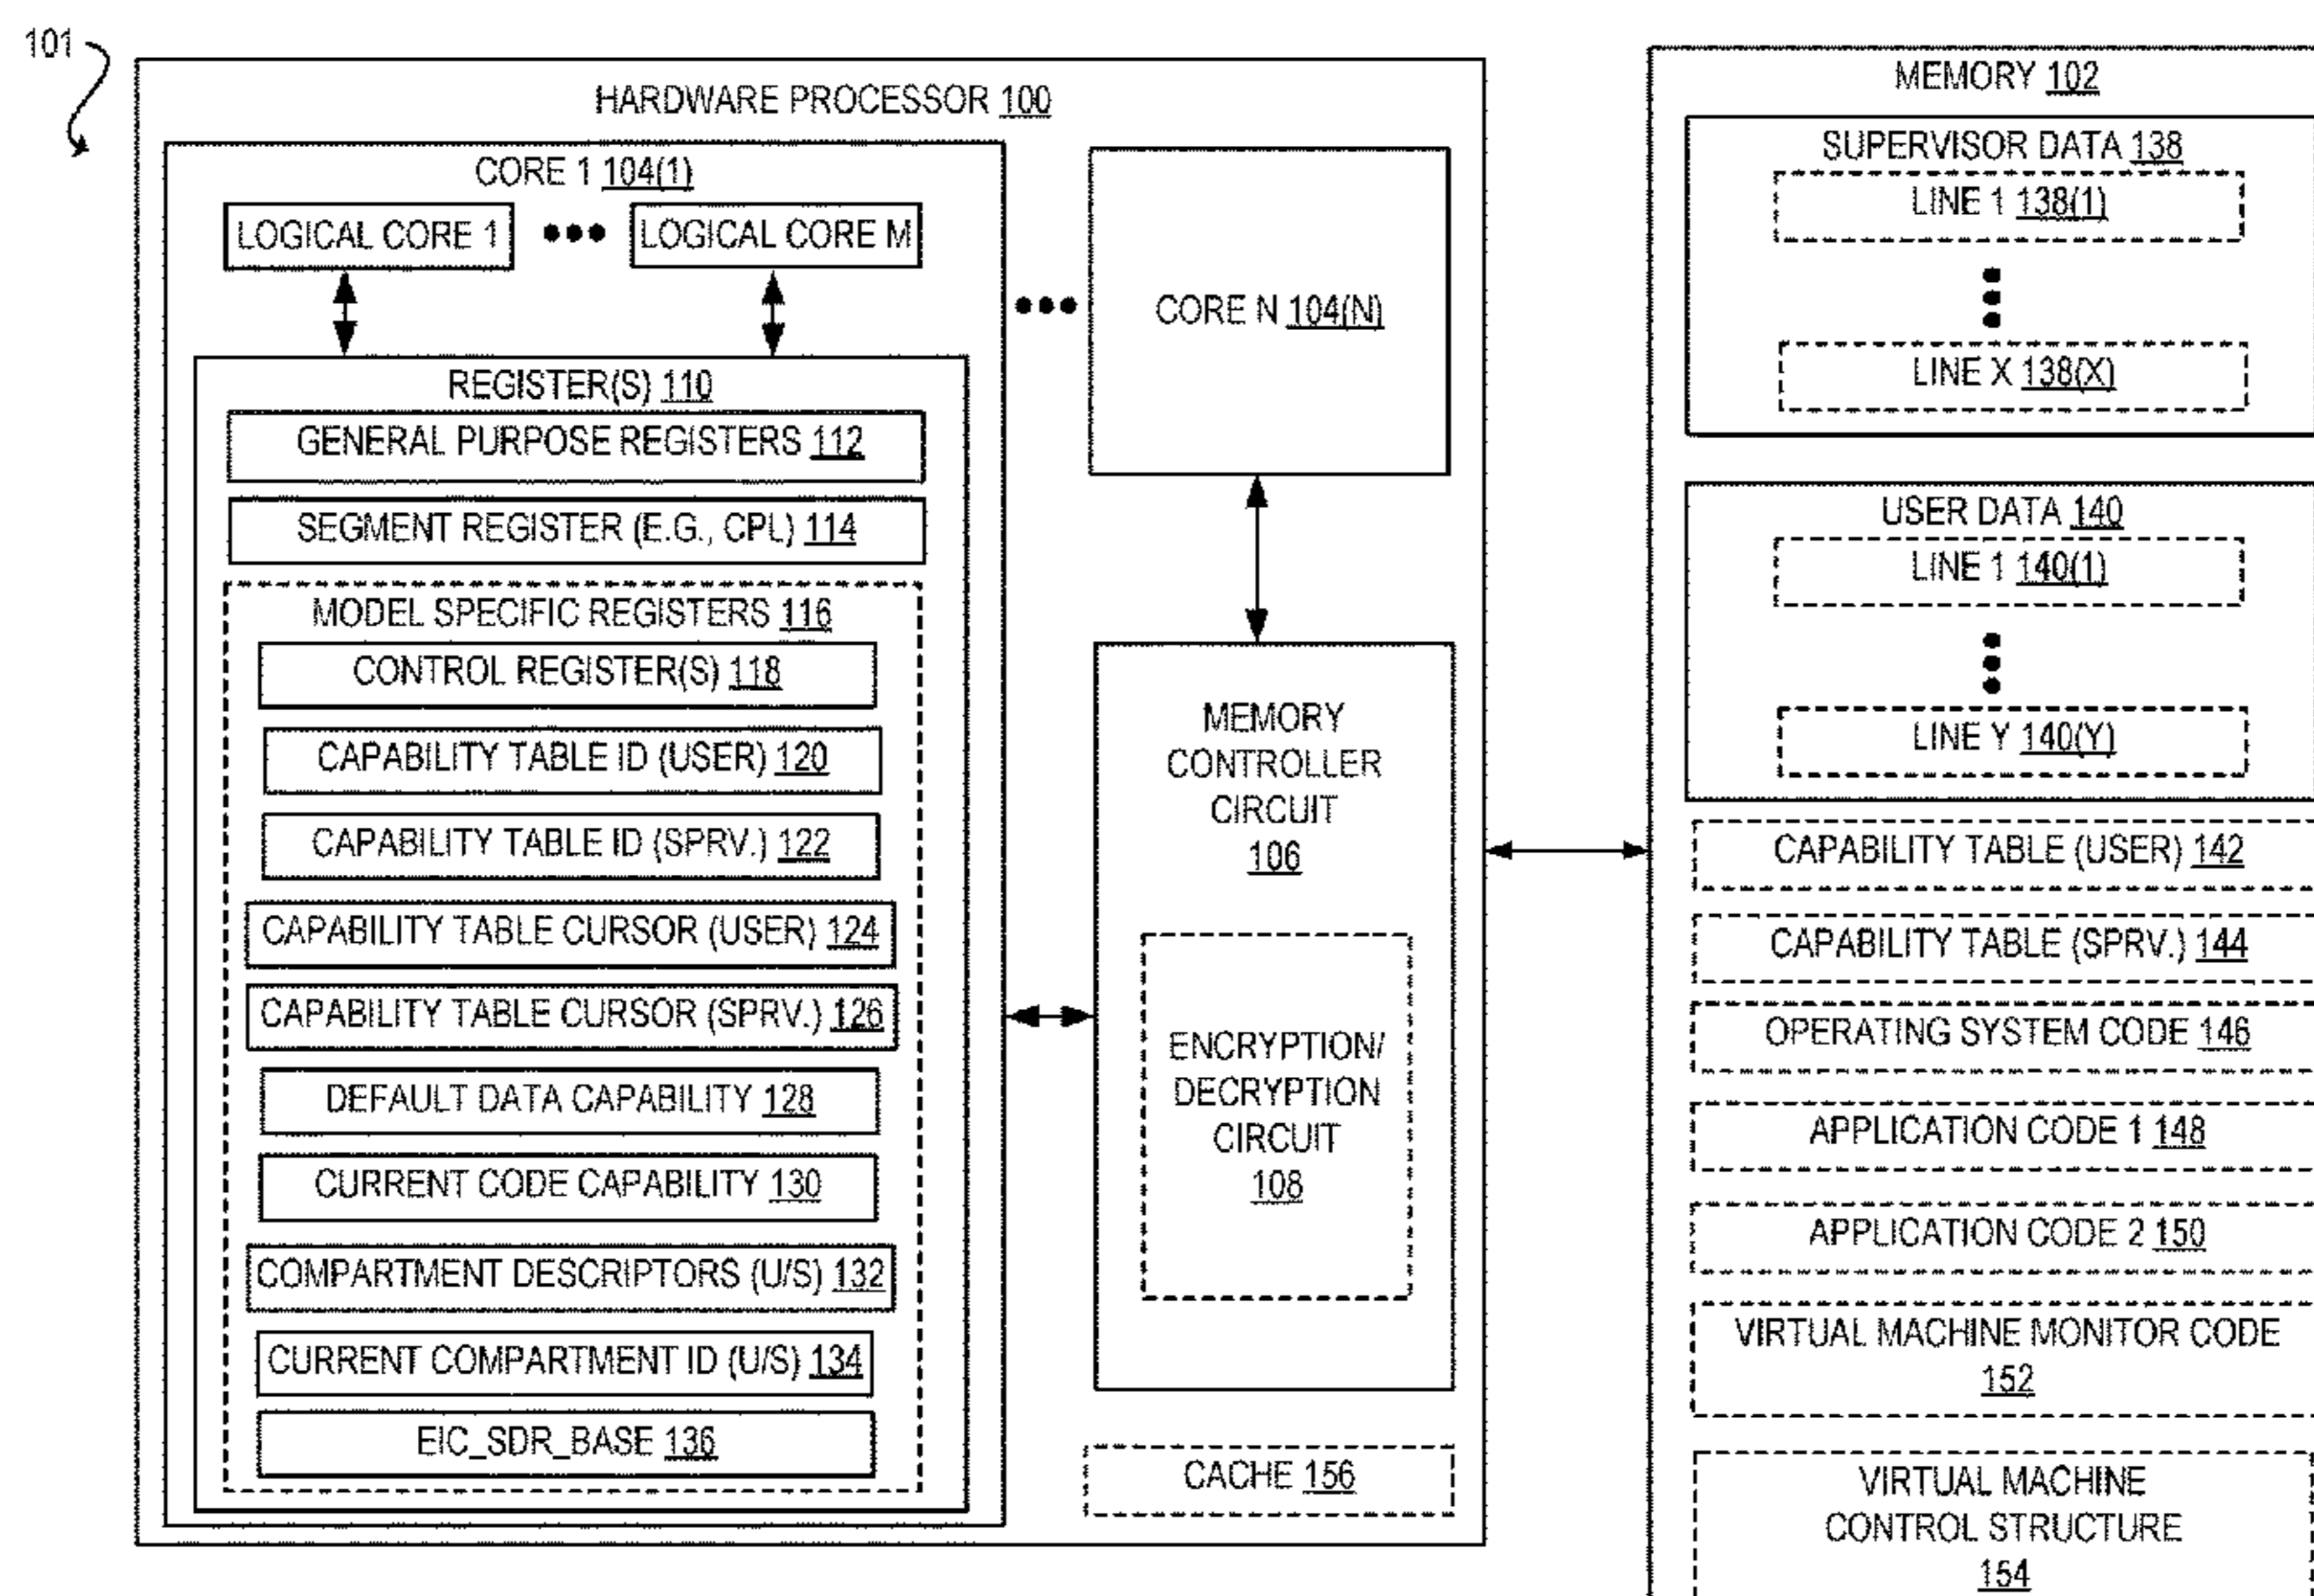 101
HARDWARE PROCESSOR 100
CORE 1 104(1)
LOGICAL CORE 1
LOGICAL CORE M
REGISTER(S) 110
GENERAL PURPOSE REGISTERS 112
SEGMENT REGISTER (E.G., CPL) 114
MODEL SPECIFIC REGISTERS 116
CONTROL REGISTER(S) 118
CAPABILITY TABLE ID (USER) 120
CAPABILITY TABLE ID (SPRV.) 122
CAPABILITY TABLE CURSOR (USER) 124
CAPABILITY TABLE CURSOR (SPRV.) 126
DEFAULT DATA CAPABILITY 128
CURRENT CODE CAPABILITY 130
COMPARTMENT DESCRIPTORS (U/S) 132
CURRENT COMPARTMENT ID (U/S) 134
EIC_SDR_BASE 136
CORE N 104(N)
MEMORY
CONTROLLER
CIRCUIT
106
ENCRYPTION/
DECRYPTION
CIRCUIT
108
CACHE 156
MEMORY 102
SUPERVISOR DATA 138
LINE 1 138(1)
LINE X 138(X)
USER DATA 140
LINE 1 140(1)
LINE Y 140(Y)
CAPABILITY TABLE (USER) 142
CAPABILITY TABLE (SPRV.) 144
OPERATING SYSTEM CODE 146
APPLICATION CODE 1 148
APPLICATION CODE 2 150
VIRTUAL MACHINE MONITOR CODE
152
VIRTUAL MACHINE
CONTROL STRUCTURE
154